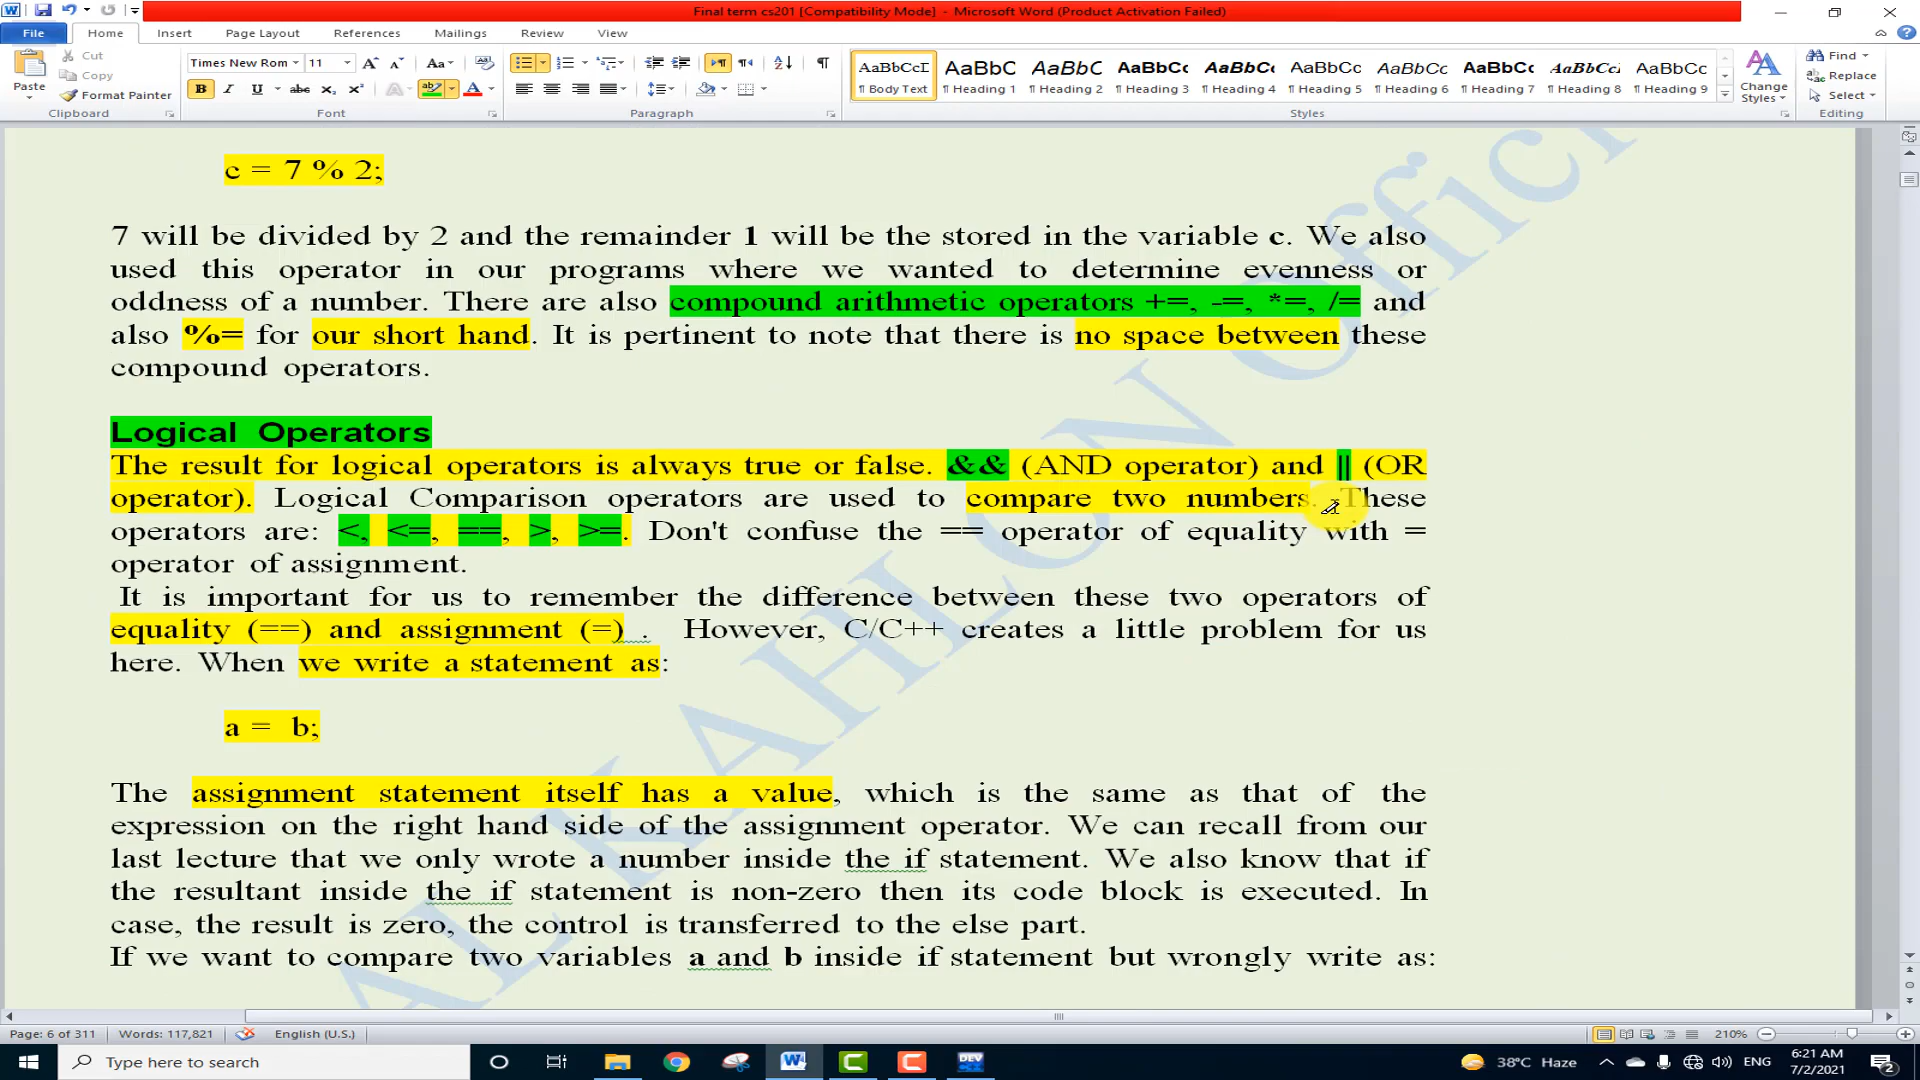 Final term cs201 [Compatibility Mode] - Microsoft Word (Product Activation Failed)
File Home Insert Page Layout References Mailings Review View
Paste
Cut
Copy
Format Painter
Clipboard
Times New Rom 11
Font
Paragraph
AaBbCcD AaBbC AaBbCc AaBbCc AaBbCc AaBbCc AaBbCc AaBbCc AaBbCcI AaBbCc
¶ Body Text ¶ Heading 1 ¶ Heading 2 ¶ Heading 3 ¶ Heading 4 ¶ Heading 5 ¶ Heading 6 ¶ Heading 7 ¶ Heading 8 ¶ Heading 9
Change Styles
Styles
Find
Replace
Select
Editing
c = 7 % 2;
7 will be divided by 2 and the remainder 1 will be the stored in the variable c. We also
used this operator in our programs where we wanted to determine evenness or
oddness of a number. There are also compound arithmetic operators +=, -=, *=, /= and
also %= for our short hand. It is pertinent to note that there is no space between these
compound operators.
Logical Operators
The result for logical operators is always true or false. && (AND operator) and || (OR
operator). Logical Comparison operators are used to compare two numbers. These
operators are: <, <=, ==, >, >=. Don't confuse the == operator of equality with =
operator of assignment.
It is important for us to remember the difference between these two operators of
equality (==) and assignment (=) . However, C/C++ creates a little problem for us
here. When we write a statement as:
a = b;
The assignment statement itself has a value, which is the same as that of the
expression on the right hand side of the assignment operator. We can recall from our
last lecture that we only wrote a number inside the if statement. We also know that if
the resultant inside the if statement is non-zero then its code block is executed. In
case, the result is zero, the control is transferred to the else part.
If we want to compare two variables a and b inside if statement but wrongly write as:
AL KAHLON Offici
Page: 6 of 311 Words: 117,821 English (U.S.) 210%
Type here to search
DEV
38°C Haze
ENG
6:21 AM
7/2/2021
2